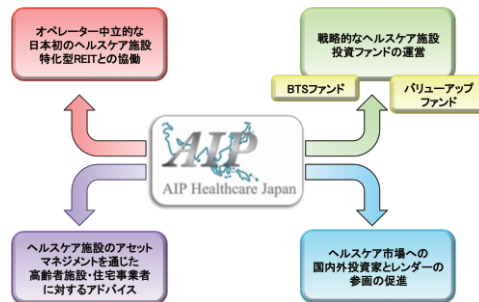 オペレーター中立的な
日本初のヘルスケア施設
特化型REITとの協働
戦略的なヘルスケア施設
投資ファンドの運営
BTSファンド
バリューアップ
ファンド
AIP
AIP Healthcare Japan
ヘルスケア施設のアセット
マネジメントを通じた
高齢者施設・住宅事業者
に対するアドバイス
ヘルスケア市場への
国内外投資家とレンダーの
参画の促進